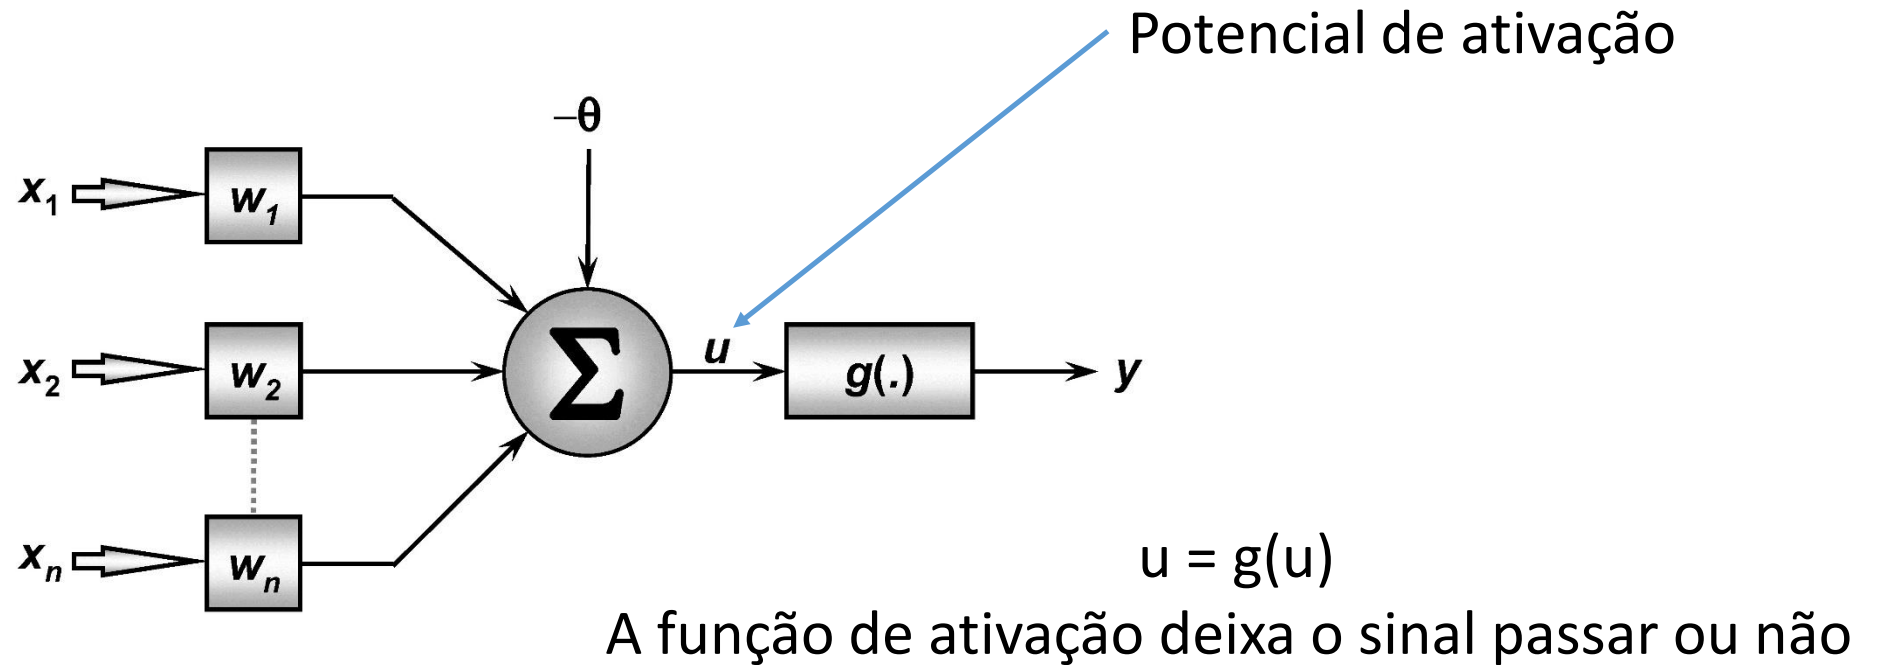 Potencial de ativação
−θ
x1 w1
x2 w2
Σ u g(.) y
xn wn
u = g(u)
A função de ativação deixa o sinal passar ou não